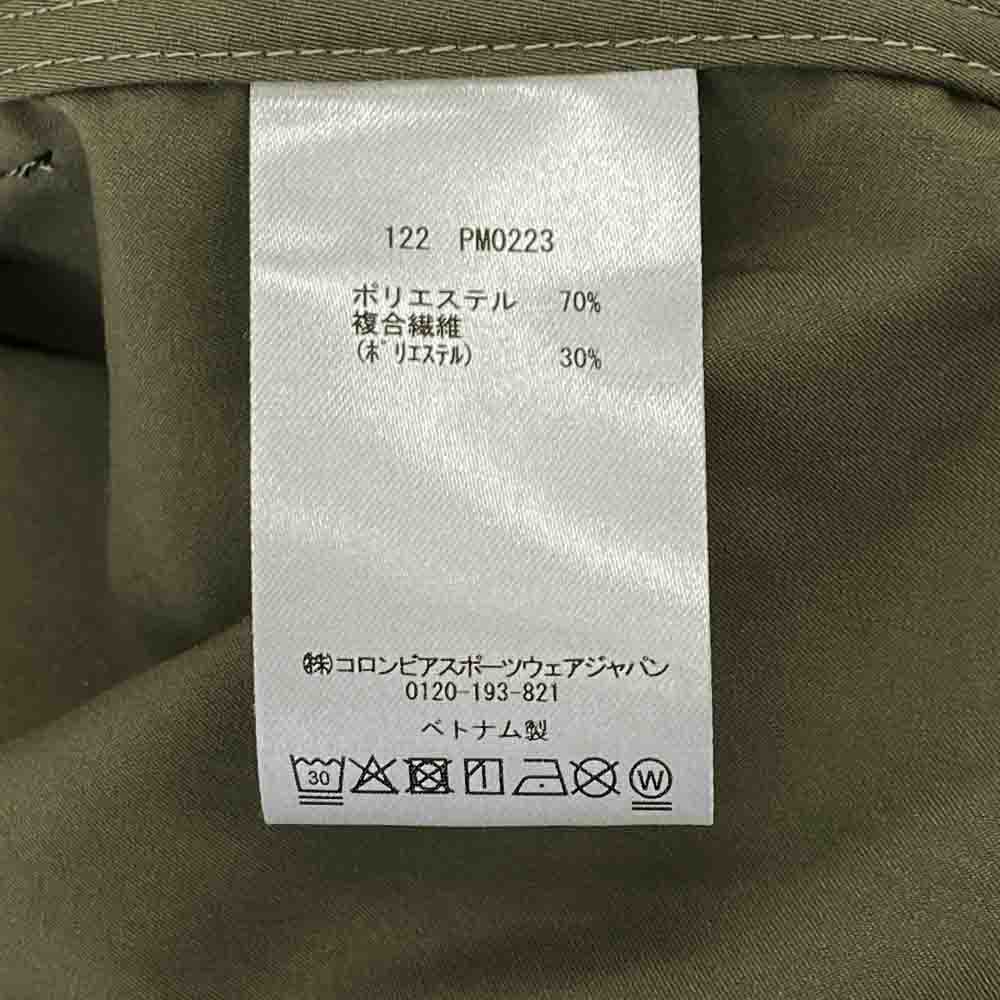 122 PM0223
ポリエステル 70%
複合繊維
(ポリエステル) 30%
㈱コロンビアスポーツウェアジャパン
0120-193-821
ベトナム製
30 W